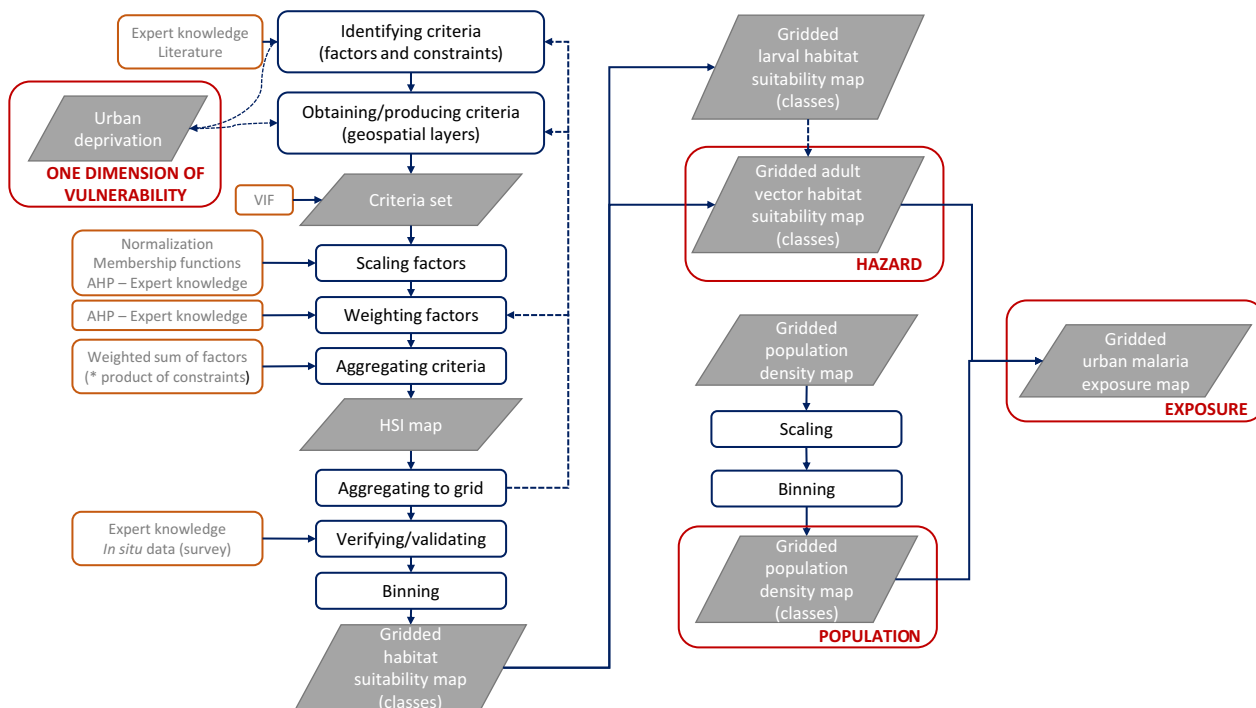 Expert knowledge
Literature
Identifying criteria
(factors and constraints)
Urban
deprivation
ONE DIMENSION OF
VULNERABILITY
Obtaining/producing criteria
(geospatial layers)
VIF
Criteria set
Normalization
Membership functions
AHP – Expert knowledge
Scaling factors
AHP – Expert knowledge
Weighting factors
Weighted sum of factors
(* product of constraints)
Aggregating criteria
HSI map
Aggregating to grid
Expert knowledge
In situ data (survey)
Verifying/validating
Binning
Gridded
habitat
suitability map
(classes)
Gridded
larval habitat
suitability map
(classes)
Gridded adult
vector habitat
suitability map
(classes)
HAZARD
Gridded
population
density map
Scaling
Binning
Gridded
population
density map
(classes)
POPULATION
Gridded
urban malaria
exposure map
EXPOSURE